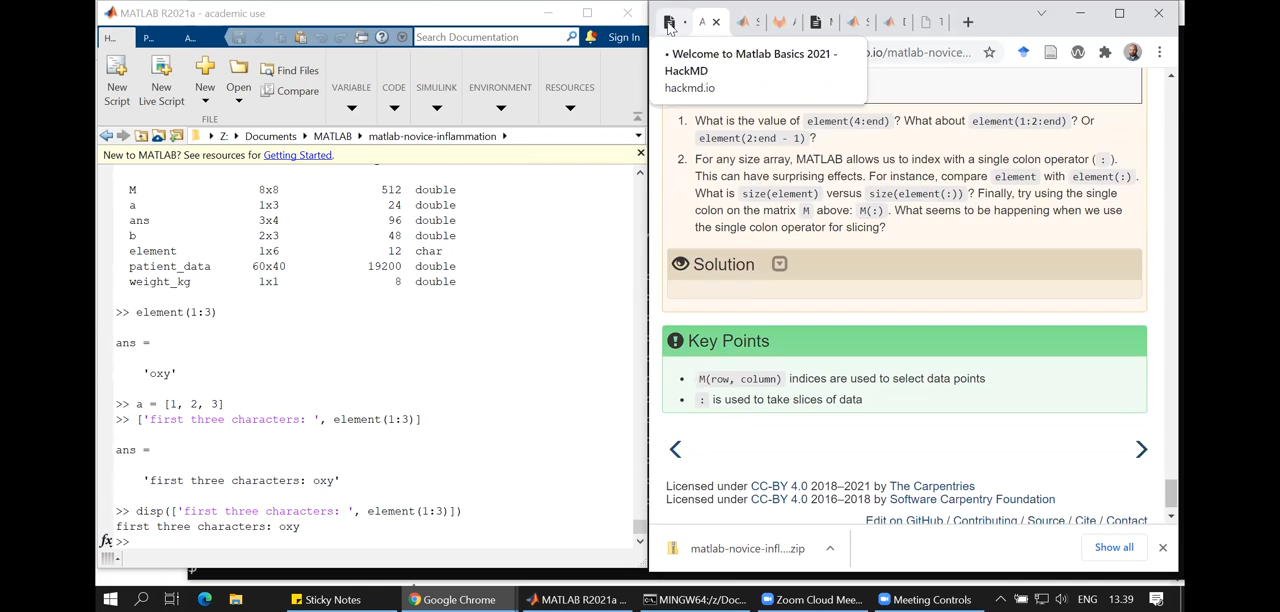 MATLAB R2021a - academic use
H... P... A... Search Documentation Sign In
New Script New Live Script New Open Find Files Compare
FILE VARIABLE CODE SIMULINK ENVIRONMENT RESOURCES
Z: Documents MATLAB matlab-novice-inflammation
New to MATLAB? See resources for Getting Started.
M 8x8 512 double
a 1x3 24 double
ans 3x4 96 double
b 2x3 48 double
element 1x6 12 char
patient_data 60x40 19200 double
weight_kg 1x1 8 double
>> element(1:3)
ans =
'oxy'
>> a = [1, 2, 3]
>> ['first three characters: ', element(1:3)]
ans =
'first three characters: oxy'
>> disp(['first three characters: ', element(1:3)])
first three characters: oxy
fx >>
• Welcome to Matlab Basics 2021 -
HackMD
hackmd.io
o.io/matlab-novice...
1. What is the value of element(4:end) ? What about element(1:2:end) ? Or
element(2:end - 1) ?
2. For any size array, MATLAB allows us to index with a single colon operator ( : ).
This can have surprising effects. For instance, compare element with element(:) .
What is size(element) versus size(element(:)) ? Finally, try using the single
colon on the matrix M above: M(:) . What seems to be happening when we use
the single colon operator for slicing?
Solution
Key Points
• M(row, column) indices are used to select data points
• : is used to take slices of data
Licensed under CC-BY 4.0 2018–2021 by The Carpentries
Licensed under CC-BY 4.0 2016–2018 by Software Carpentry Foundation
Edit on GitHub / Contributing / Source / Cite / Contact
matlab-novice-infl....zip Show all
Sticky Notes Google Chrome MATLAB R2021a ... MINGW64:/z/Doc... Zoom Cloud Mee... Meeting Controls ENG 13.39